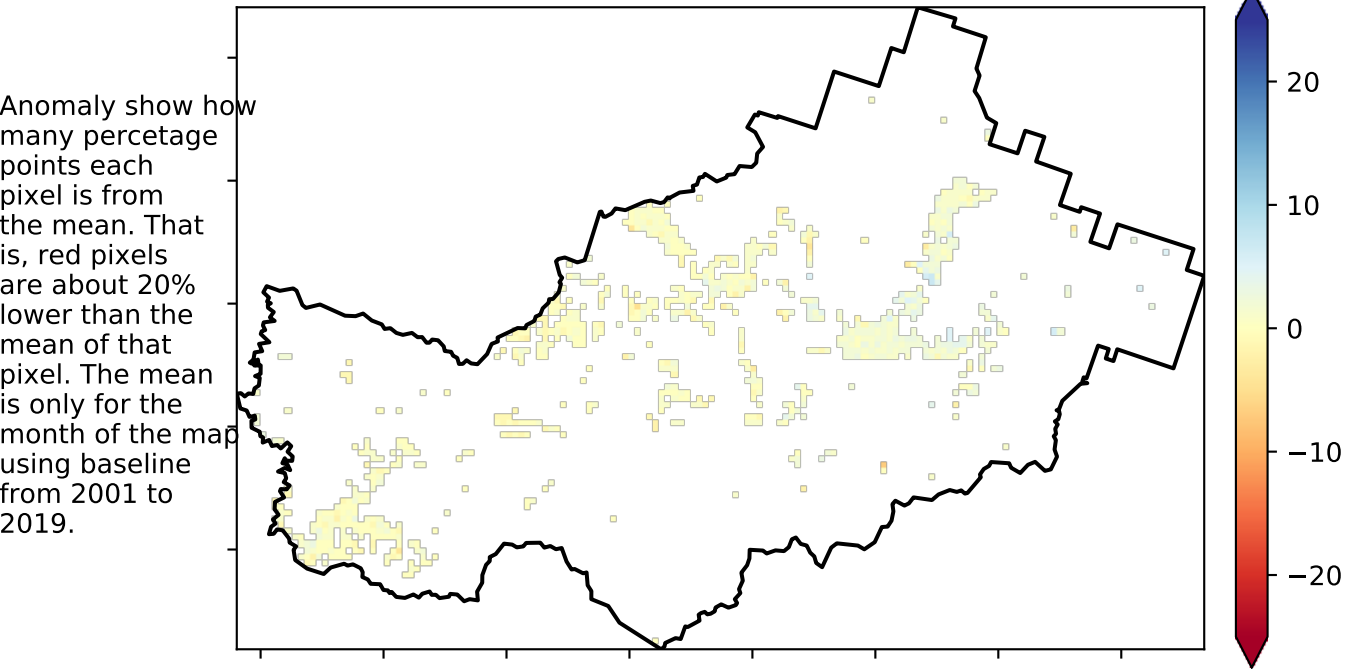 Anomaly show how
many percetage
points each
pixel is from
the mean. That
is, red pixels
are about 20%
lower than the
mean of that
pixel. The mean
is only for the
month of the map
using baseline
from 2001 to
2019.
20
10
0
−10
−20